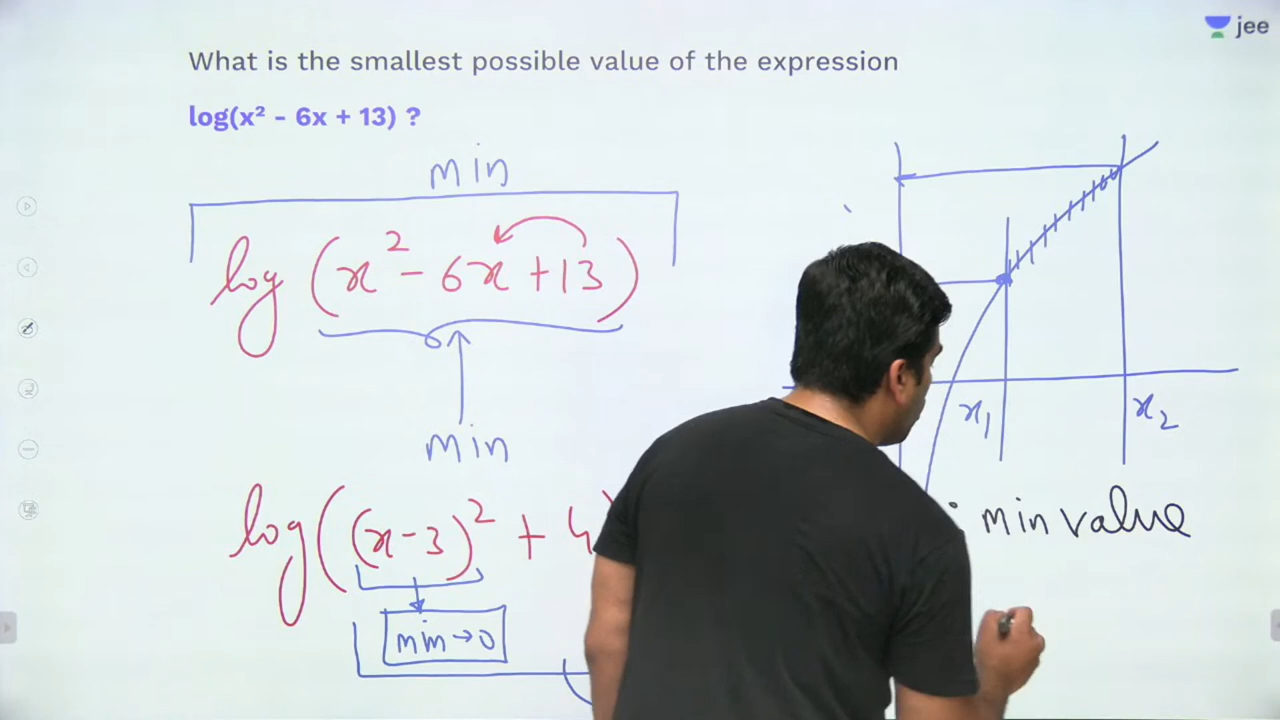 jee
What is the smallest possible value of the expression
log(x² - 6x + 13) ?
min
log (x² - 6x + 13)
min
log((x-3)² + 4
min → 0
x₁
x₂
min value